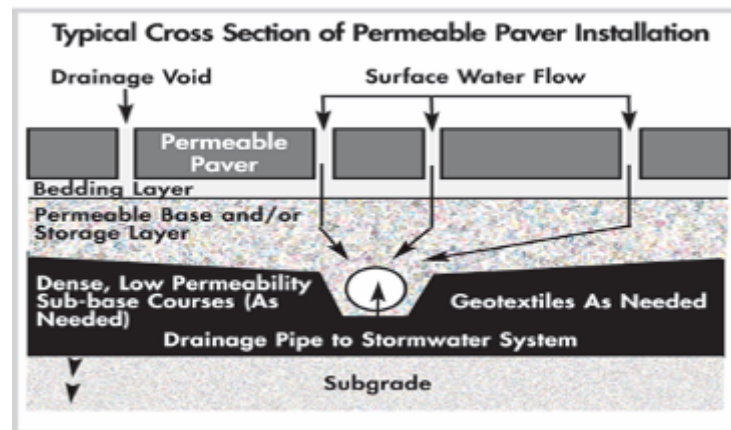 Typical Cross Section of Permeable Paver Installation
Drainage Void
Surface Water Flow
Permeable
Paver
Bedding Layer
Permeable Base and/or
Storage Layer
Dense, Low Permeability
Sub-base Courses (As
Needed)
Geotextiles As Needed
Drainage Pipe to Stormwater System
Subgrade